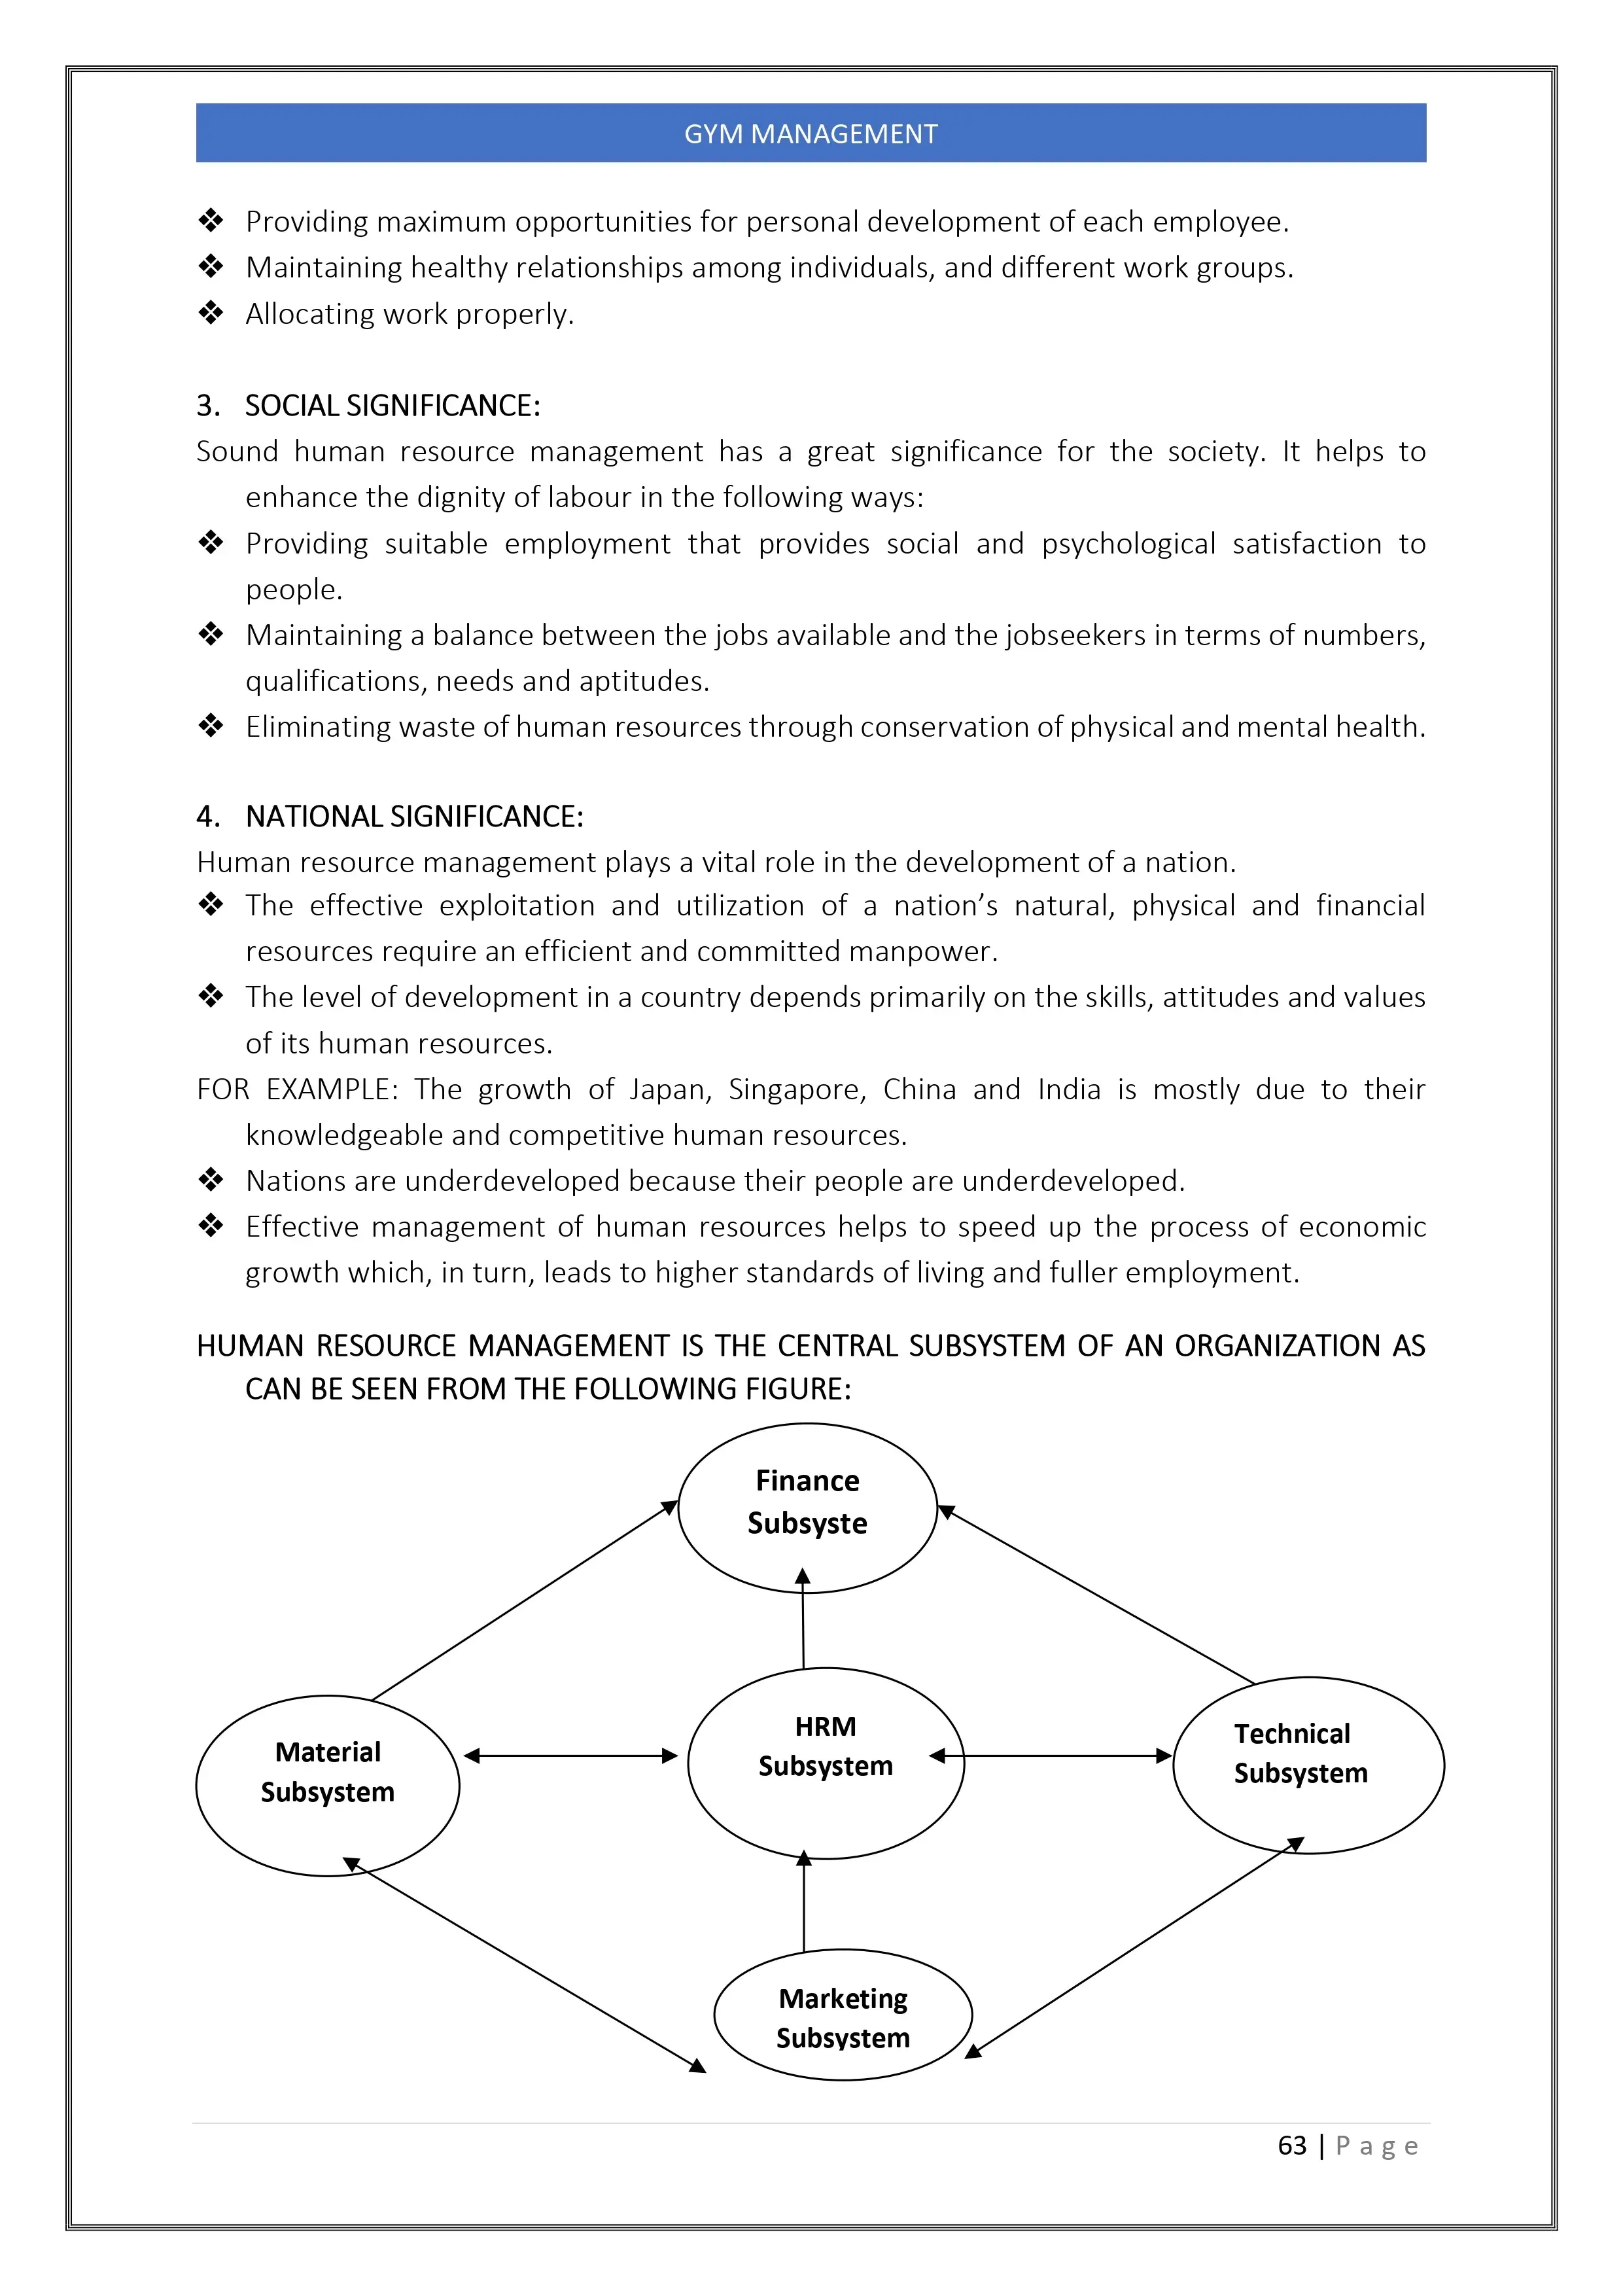 GYM MANAGEMENT
❖ Providing maximum opportunities for personal development of each employee.
❖ Maintaining healthy relationships among individuals, and different work groups.
❖ Allocating work properly.
3. SOCIAL SIGNIFICANCE:
Sound human resource management has a great significance for the society. It helps to
enhance the dignity of labour in the following ways:
❖ Providing suitable employment that provides social and psychological satisfaction to
people.
❖ Maintaining a balance between the jobs available and the jobseekers in terms of numbers,
qualifications, needs and aptitudes.
❖ Eliminating waste of human resources through conservation of physical and mental health.
4. NATIONAL SIGNIFICANCE:
Human resource management plays a vital role in the development of a nation.
❖ The effective exploitation and utilization of a nation’s natural, physical and financial
resources require an efficient and committed manpower.
❖ The level of development in a country depends primarily on the skills, attitudes and values
of its human resources.
FOR EXAMPLE: The growth of Japan, Singapore, China and India is mostly due to their
knowledgeable and competitive human resources.
❖ Nations are underdeveloped because their people are underdeveloped.
❖ Effective management of human resources helps to speed up the process of economic
growth which, in turn, leads to higher standards of living and fuller employment.
HUMAN RESOURCE MANAGEMENT IS THE CENTRAL SUBSYSTEM OF AN ORGANIZATION AS
CAN BE SEEN FROM THE FOLLOWING FIGURE:
Finance
Subsyste
Material
Subsystem
HRM
Subsystem
Technical
Subsystem
Marketing
Subsystem
63 | P a g e